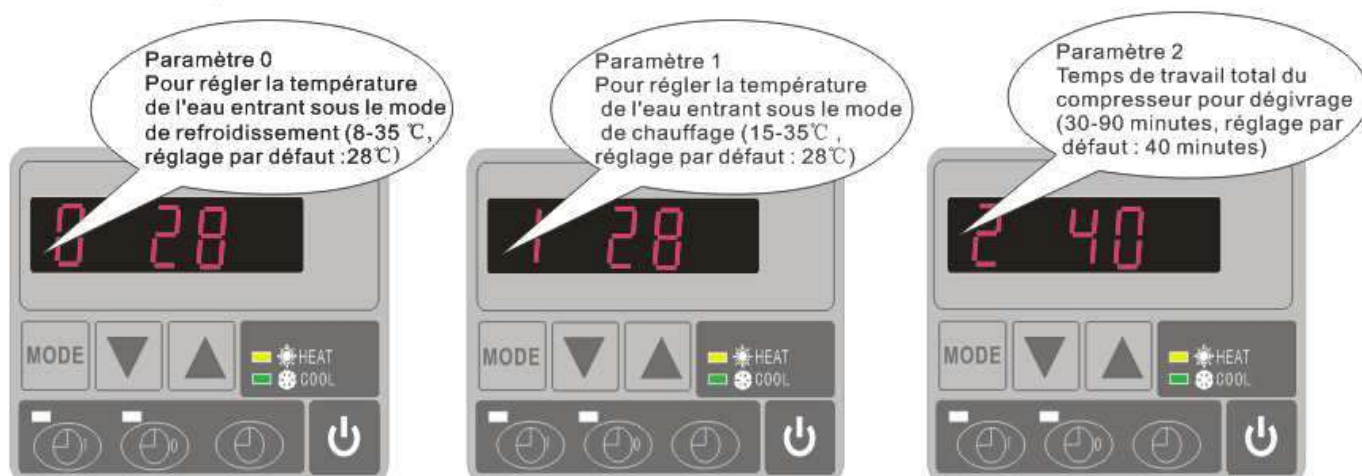 Paramètre 0
Pour régler la température
de l'eau entrant sous le mode
de refroidissement (8-35 ℃,
réglage par défaut :28℃)
0 28
MODE
HEAT
COOL
Paramètre 1
Pour régler la température
de l'eau entrant sous le mode
de chauffage (15-35℃ ,
réglage par défaut : 28℃)
1 28
MODE
HEAT
COOL
Paramètre 2
Temps de travail total du
compresseur pour dégivrage
(30-90 minutes, réglage par
défaut : 40 minutes)
2 40
MODE
HEAT
COOL